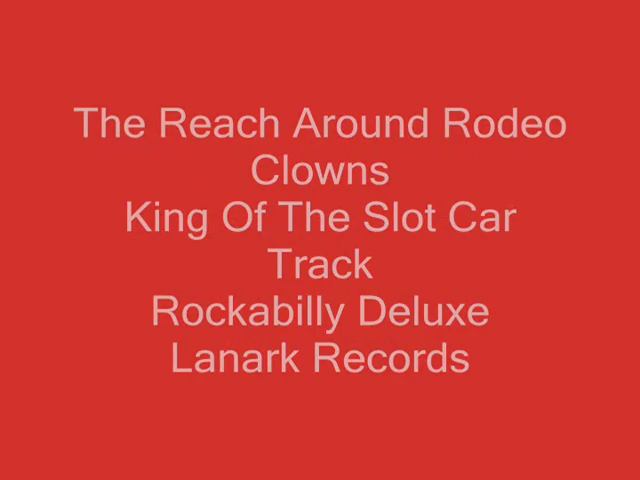 The Reach Around Rodeo
Clowns
King Of The Slot Car
Track
Rockabilly Deluxe
Lanark Records